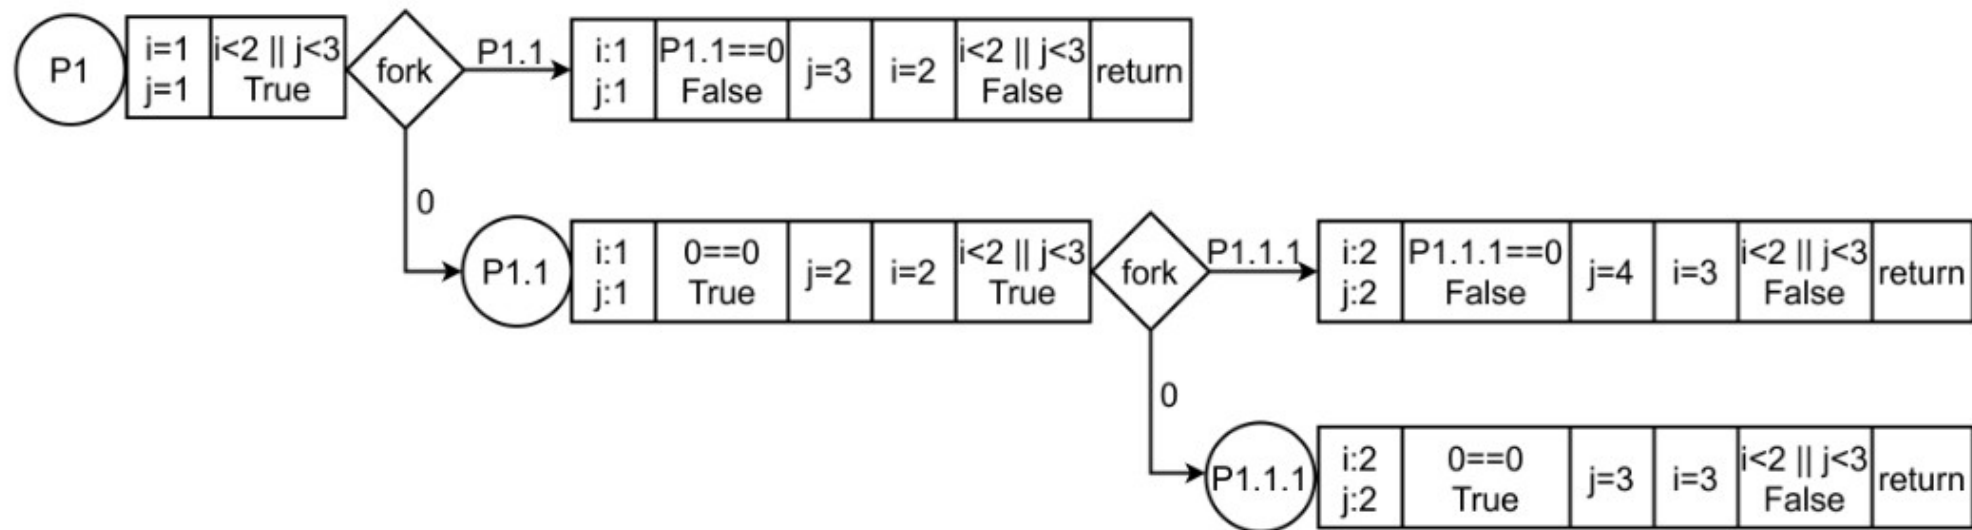 P1
i=1
j=1
i<2 || j<3
True
fork
P1.1
i:1
j:1
P1.1==0
False
j=3
i=2
i<2 || j<3
False
return
0
P1.1
i:1
j:1
0==0
True
j=2
i=2
i<2 || j<3
True
fork
P1.1.1
i:2
j:2
P1.1.1==0
False
j=4
i=3
i<2 || j<3
False
return
0
P1.1.1
i:2
j:2
0==0
True
j=3
i=3
i<2 || j<3
False
return